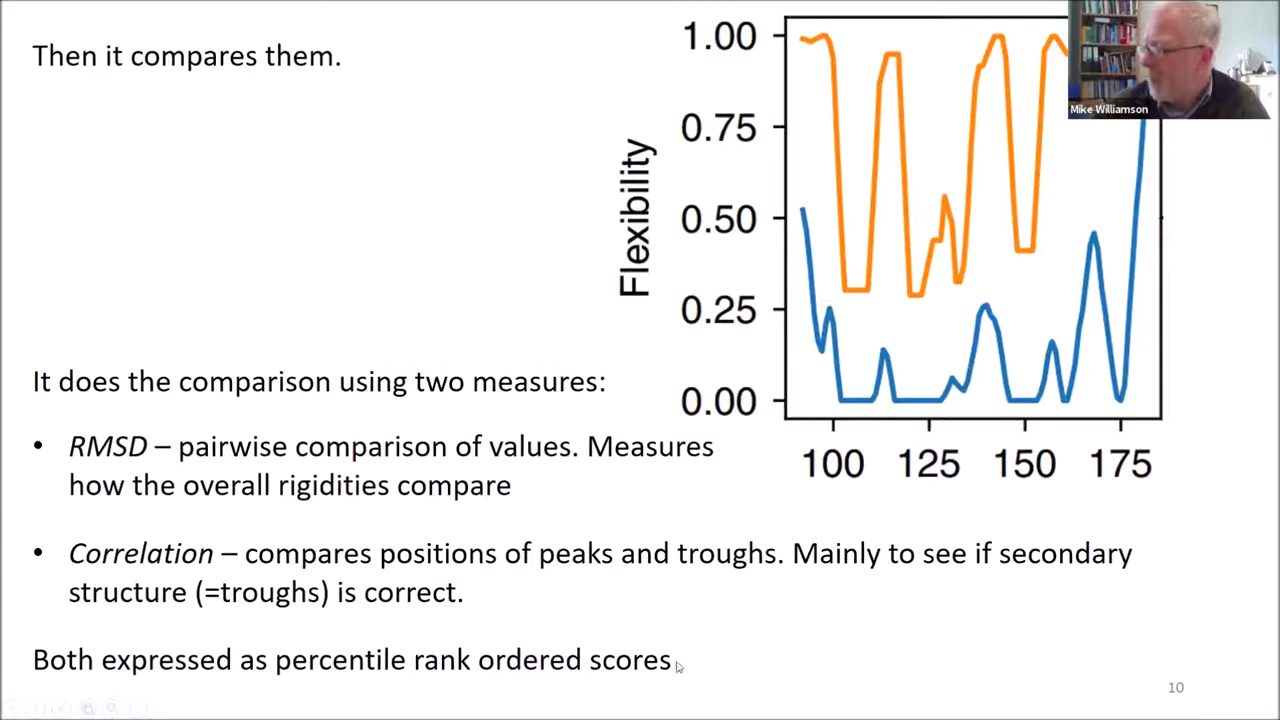 Then it compares them.
Mike Williamson
1.00
0.75
0.50
0.25
0.00
Flexibility
100 125 150 175
It does the comparison using two measures:
• RMSD – pairwise comparison of values. Measures
how the overall rigidities compare
• Correlation – compares positions of peaks and troughs. Mainly to see if secondary
structure (=troughs) is correct.
Both expressed as percentile rank ordered scores
10